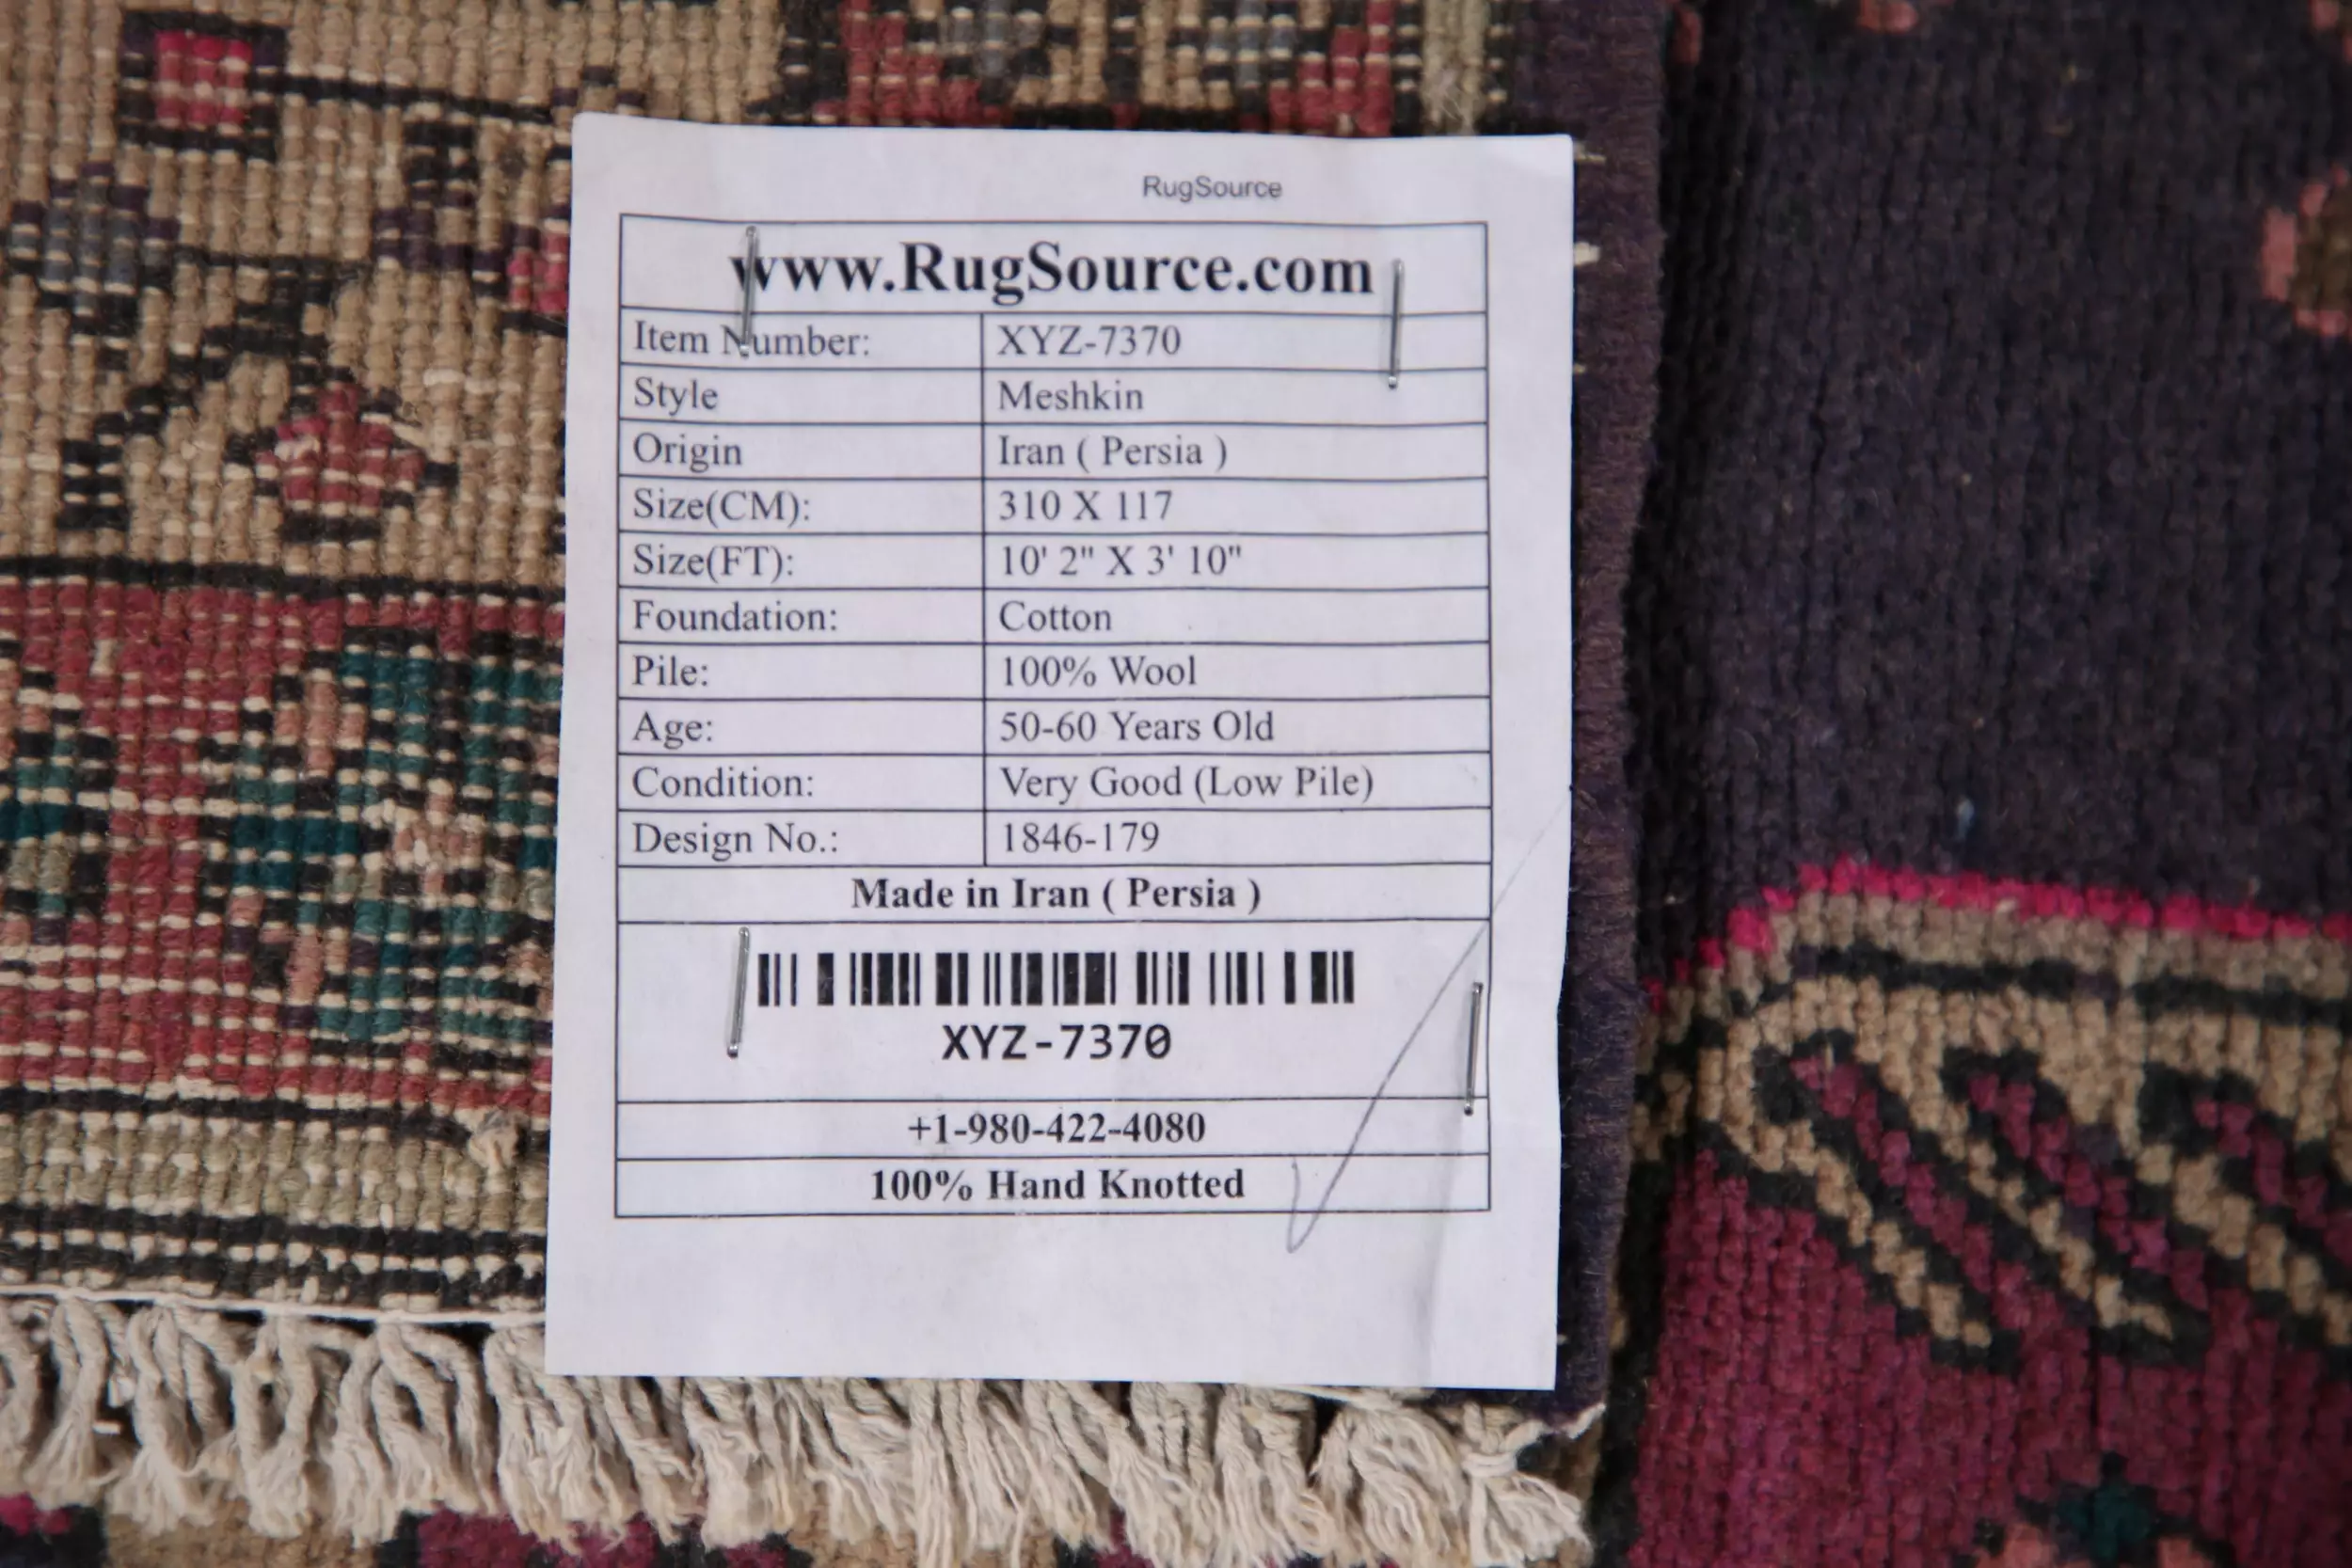 RugSource
www.RugSource.com
Item Number: XYZ-7370
Style Meshkin
Origin Iran ( Persia )
Size(CM): 310 X 117
Size(FT): 10' 2" X 3' 10"
Foundation: Cotton
Pile: 100% Wool
Age: 50-60 Years Old
Condition: Very Good (Low Pile)
Design No.: 1846-179
Made in Iran ( Persia )
XYZ-7370
+1-980-422-4080
100% Hand Knotted